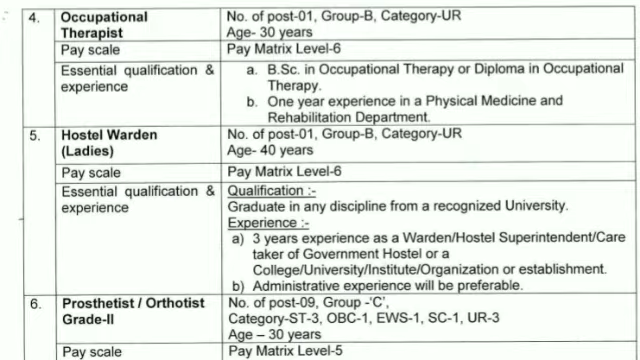 4. Occupational Therapist
No. of post-01, Group-B, Category-UR
Age- 30 years
Pay scale
Pay Matrix Level-6
Essential qualification & experience
a. B.Sc. in Occupational Therapy or Diploma in Occupational
Therapy.
b. One year experience in a Physical Medicine and
Rehabilitation Department.
5. Hostel Warden
(Ladies)
No. of post-01, Group-B, Category-UR
Age- 40 years
Pay scale
Pay Matrix Level-6
Essential qualification &
experience
Qualification :-
Graduate in any discipline from a recognized University.
Experience :-
a) 3 years experience as a Warden/Hostel Superintendent/Care
taker of Government Hostel or a
College/University/Institute/Organization or establishment.
b) Administrative experience will be preferable.
6. Prosthetist / Orthotist
Grade-II
No. of post-09, Group -'C',
Category-ST-3, OBC-1, EWS-1, SC-1, UR-3
Age – 30 years
Pay scale
Pay Matrix Level-5